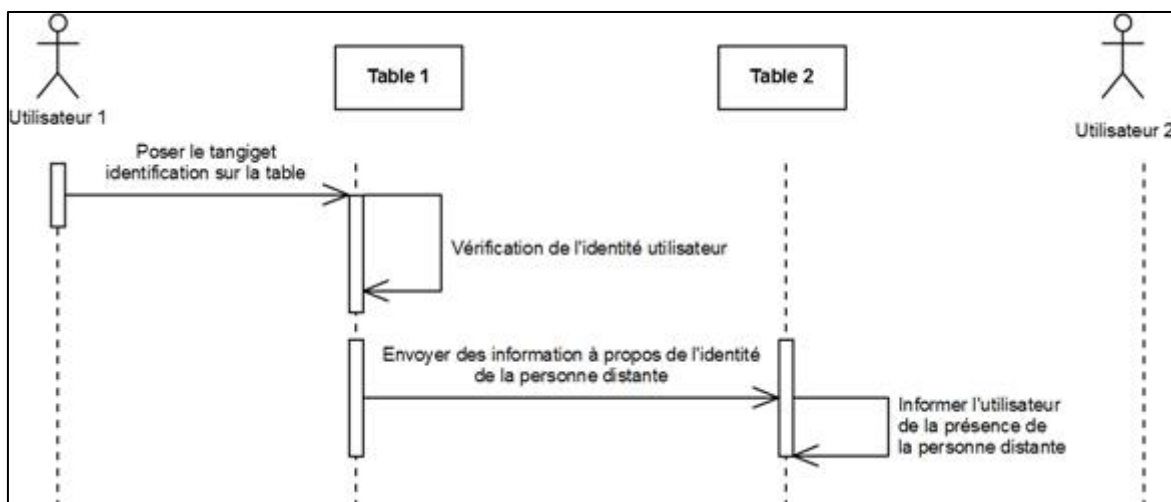 Utilisateur 1
Table 1
Table 2
Utilisateur 2
Poser le tangiget
identification sur la table
Vérification de l'identité utilisateur
Envoyer des information à propos de l'identité
de la personne distante
Informer l'utilisateur
de la présence de
la personne distante